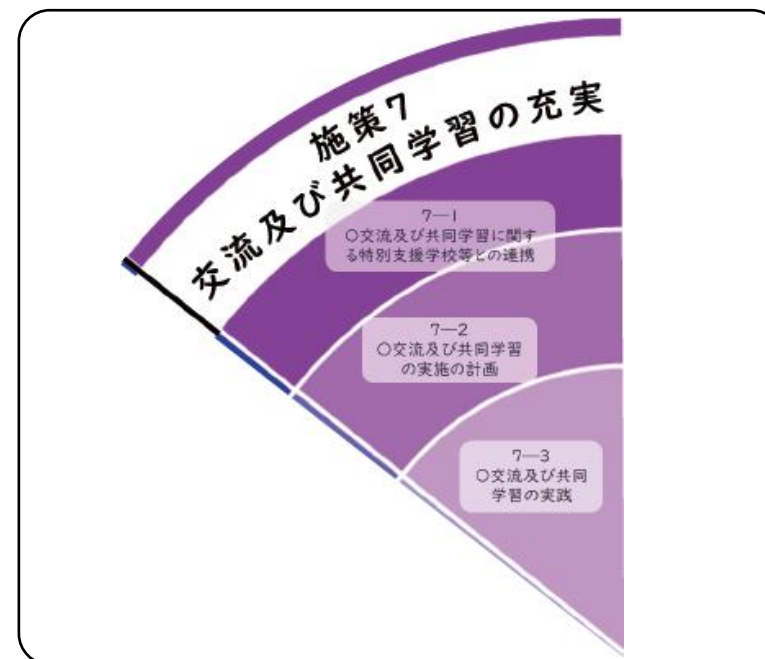 施策7
交流及び共同学習の充実
7―1
〇交流及び共同学習に関す
る特別支援学校等との連携
7―2
〇交流及び共同学習
の実施の計画
7―3
〇交流及び共同
学習の実践